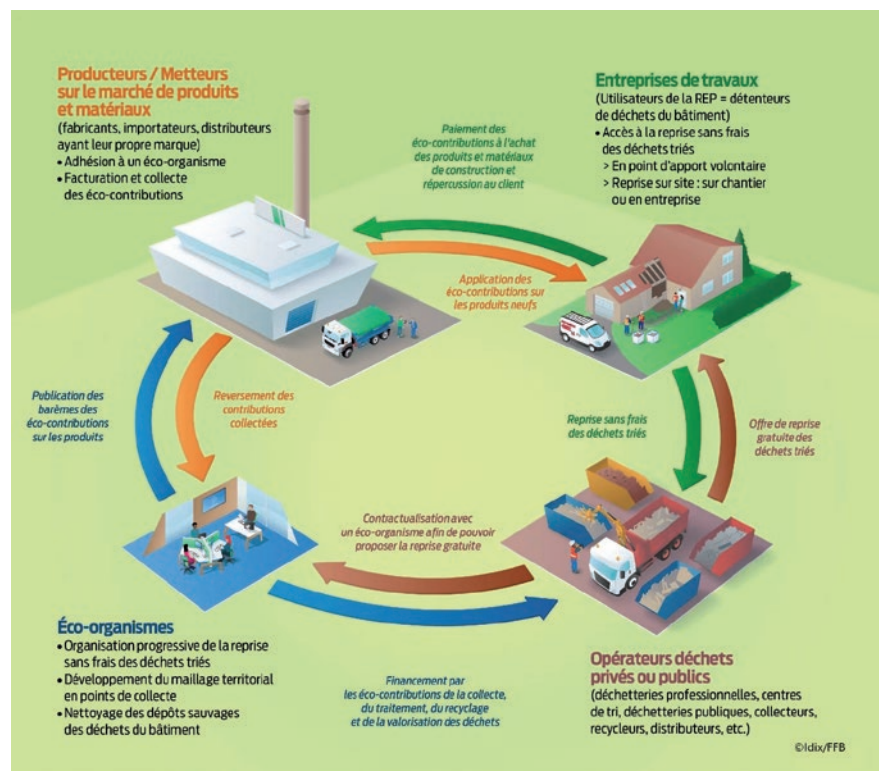 Producteurs / Metteurs
sur le marché de produits
et matériaux
(fabricants, importateurs, distributeurs
ayant leur propre marque)
• Adhésion à un éco-organisme
• Facturation et collecte
des éco-contributions
Paiement des
éco-contributions à l'achat
des produits et matériaux
de construction et
répercussion au client
Entreprises de travaux
(Utilisateurs de la REP = détenteurs
de déchets du bâtiment)
• Accès à la reprise sans frais
des déchets triés
> En point d'apport volontaire
> Reprise sur site : sur chantier
ou en entreprise
Application des
éco-contributions sur
les produits neufs
Publication des
barèmes des
éco-contributions
sur les produits
Reversement des
contributions
collectées
Reprise sans frais
des déchets triés
Offre de reprise
gratuite des
déchets triés
Contractualisation avec
un éco-organisme afin de pouvoir
proposer la reprise gratuite
Éco-organismes
• Organisation progressive de la reprise
sans frais des déchets triés
• Développement du maillage territorial
en points de collecte
• Nettoyage des dépôts sauvages
des déchets du bâtiment
Financement par
les éco-contributions de la collecte,
du traitement, du recyclage
et de la valorisation des déchets
Opérateurs déchets
privés ou publics
(déchetteries professionnelles, centres
de tri, déchetteries publiques, collecteurs,
recycleurs, distributeurs, etc.)
©Idix/FFB